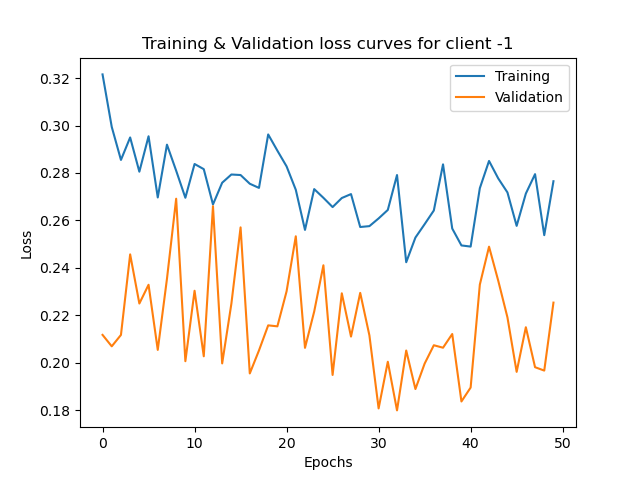 Training & Validation loss curves for client -1
Training
Validation
0.32
0.30
0.28
0.26
0.24
0.22
0.20
0.18
Loss
0 10 20 30 40 50
Epochs